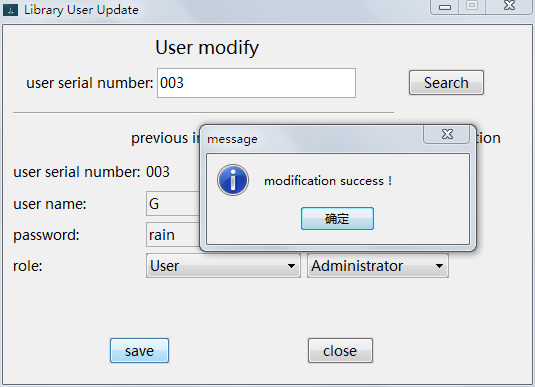 Library User Update
User modify
user serial number: 003 Search
previous
message
modification success !
确定
user serial number: 003
user name: G
password: rain
role: User Administrator
save close